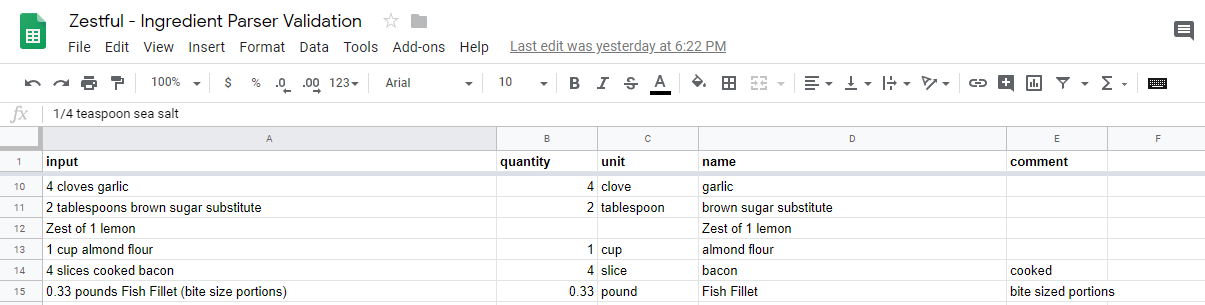 Zestful - Ingredient Parser Validation
File Edit View Insert Format Data Tools Add-ons Help Last edit was yesterday at 6:22 PM
100% $ % .0 .00 123 Arial 10 B I S A
fx 1/4 teaspoon sea salt
A B C D E F
1 input quantity unit name comment
10 4 cloves garlic 4 clove garlic
11 2 tablespoons brown sugar substitute 2 tablespoon brown sugar substitute
12 Zest of 1 lemon Zest of 1 lemon
13 1 cup almond flour 1 cup almond flour
14 4 slices cooked bacon 4 slice bacon cooked
15 0.33 pounds Fish Fillet (bite size portions) 0.33 pound Fish Fillet bite sized portions